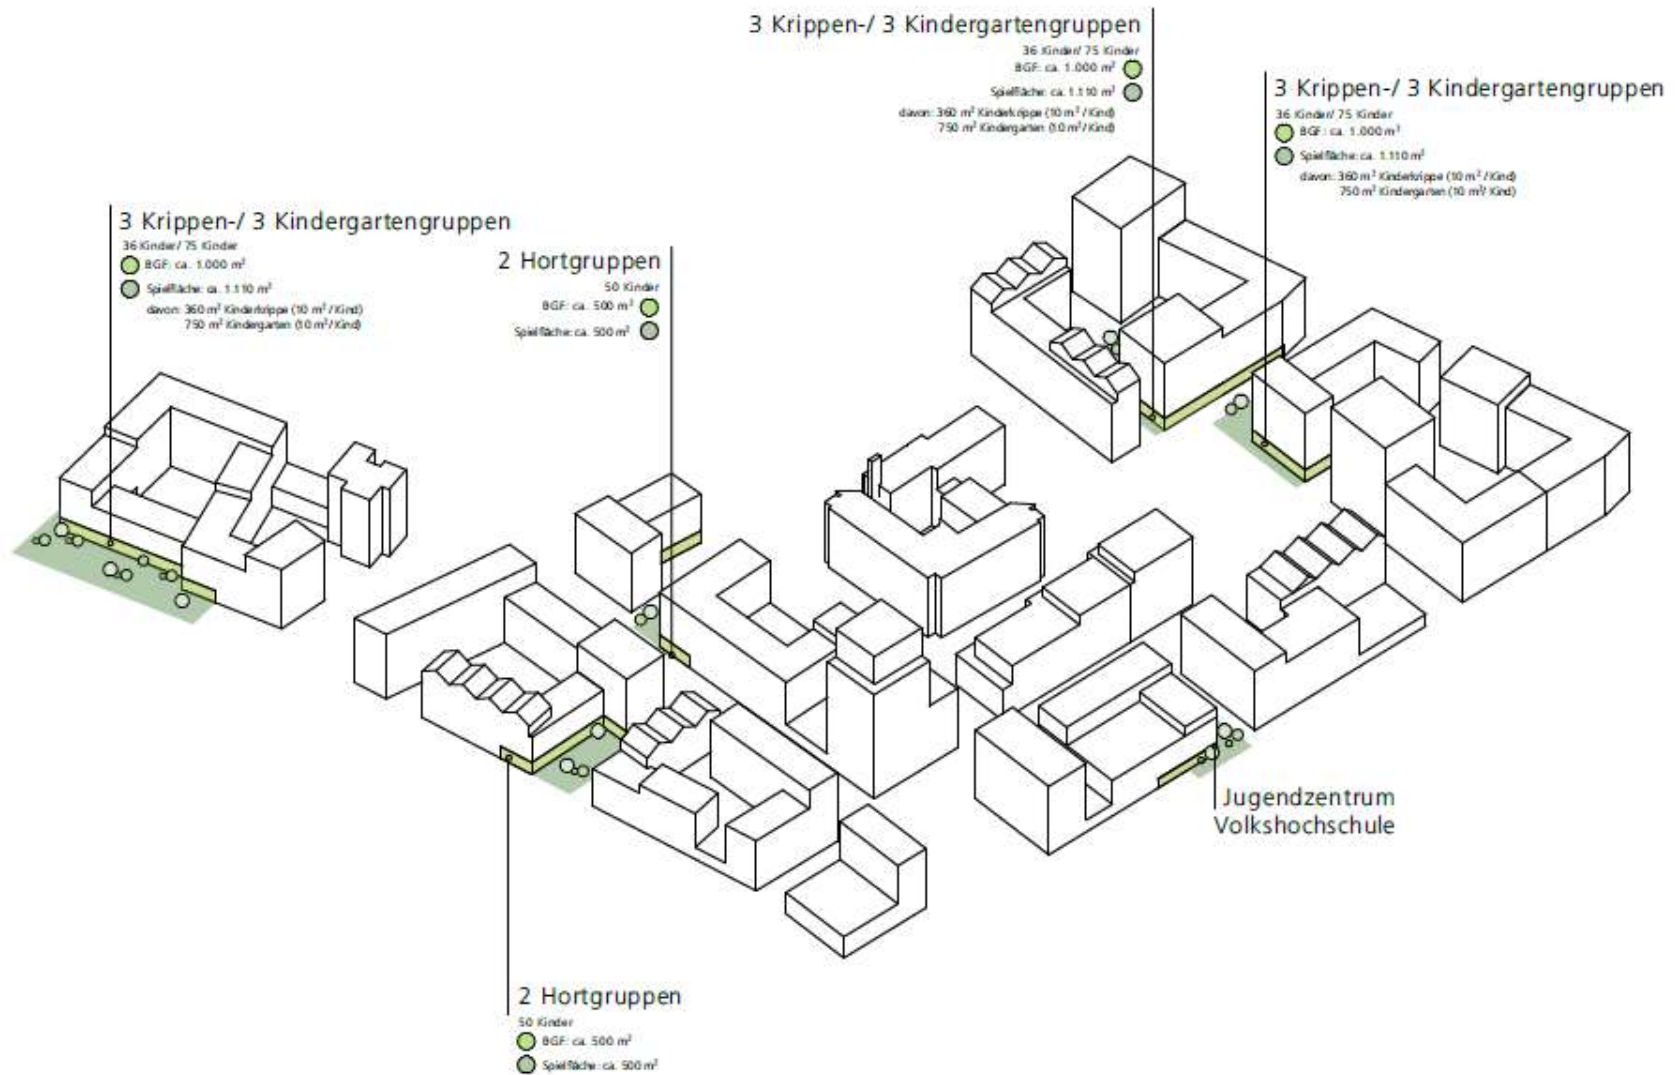 3 Krippen-/ 3 Kindergartengruppen
36 Kinder/ 75 Kinder
BGF: ca. 1.000 m²
Spielfläche: ca. 1.110 m²
davon: 360 m² Kinderkrippe (10 m² / Kind)
750 m² Kindergarten (10 m² / Kind)
3 Krippen-/ 3 Kindergartengruppen
36 Kinder/ 75 Kinder
BGF: ca. 1.000 m²
Spielfläche: ca. 1.110 m²
davon: 360 m² Kinderkrippe (10 m² / Kind)
750 m² Kindergarten (10 m²/ Kind)
3 Krippen-/ 3 Kindergartengruppen
36 Kinder/ 75 Kinder
BGF: ca. 1.000 m²
Spielfläche: ca. 1.110 m²
davon: 360 m² Kinderkrippe (10 m² / Kind)
750 m² Kindergarten (10 m² / Kind)
2 Hortgruppen
50 Kinder
BGF: ca. 500 m²
Spielfläche: ca. 500 m²
Jugendzentrum
Volkshochschule
2 Hortgruppen
50 Kinder
BGF: ca. 500 m²
Spielfläche: ca. 500 m²